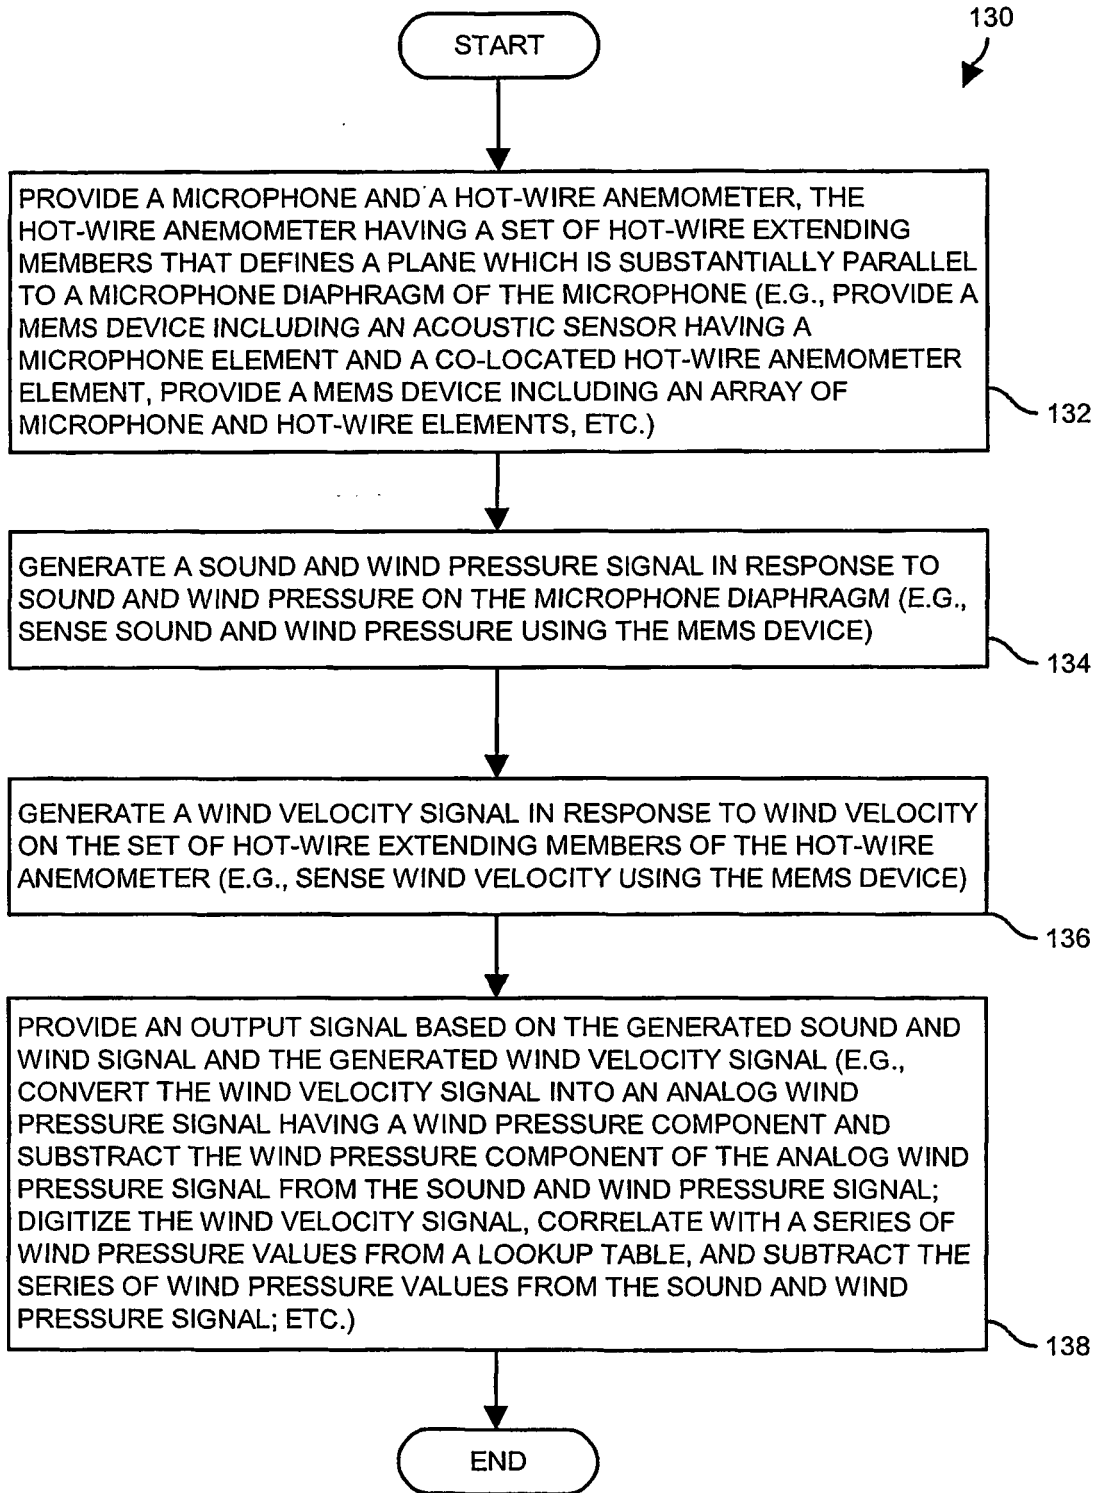 130
START
PROVIDE A MICROPHONE AND A HOT-WIRE ANEMOMETER, THE
HOT-WIRE ANEMOMETER HAVING A SET OF HOT-WIRE EXTENDING
MEMBERS THAT DEFINES A PLANE WHICH IS SUBSTANTIALLY PARALLEL
TO A MICROPHONE DIAPHRAGM OF THE MICROPHONE (E.G., PROVIDE A
MEMS DEVICE INCLUDING AN ACOUSTIC SENSOR HAVING A
MICROPHONE ELEMENT AND A CO-LOCATED HOT-WIRE ANEMOMETER
ELEMENT, PROVIDE A MEMS DEVICE INCLUDING AN ARRAY OF
MICROPHONE AND HOT-WIRE ELEMENTS, ETC.)
132
GENERATE A SOUND AND WIND PRESSURE SIGNAL IN RESPONSE TO
SOUND AND WIND PRESSURE ON THE MICROPHONE DIAPHRAGM (E.G.,
SENSE SOUND AND WIND PRESSURE USING THE MEMS DEVICE)
134
GENERATE A WIND VELOCITY SIGNAL IN RESPONSE TO WIND VELOCITY
ON THE SET OF HOT-WIRE EXTENDING MEMBERS OF THE HOT-WIRE
ANEMOMETER (E.G., SENSE WIND VELOCITY USING THE MEMS DEVICE)
136
PROVIDE AN OUTPUT SIGNAL BASED ON THE GENERATED SOUND AND
WIND SIGNAL AND THE GENERATED WIND VELOCITY SIGNAL (E.G.,
CONVERT THE WIND VELOCITY SIGNAL INTO AN ANALOG WIND
PRESSURE SIGNAL HAVING A WIND PRESSURE COMPONENT AND
SUBSTRACT THE WIND PRESSURE COMPONENT OF THE ANALOG WIND
PRESSURE SIGNAL FROM THE SOUND AND WIND PRESSURE SIGNAL;
DIGITIZE THE WIND VELOCITY SIGNAL, CORRELATE WITH A SERIES OF
WIND PRESSURE VALUES FROM A LOOKUP TABLE, AND SUBTRACT THE
SERIES OF WIND PRESSURE VALUES FROM THE SOUND AND WIND
PRESSURE SIGNAL; ETC.)
138
END